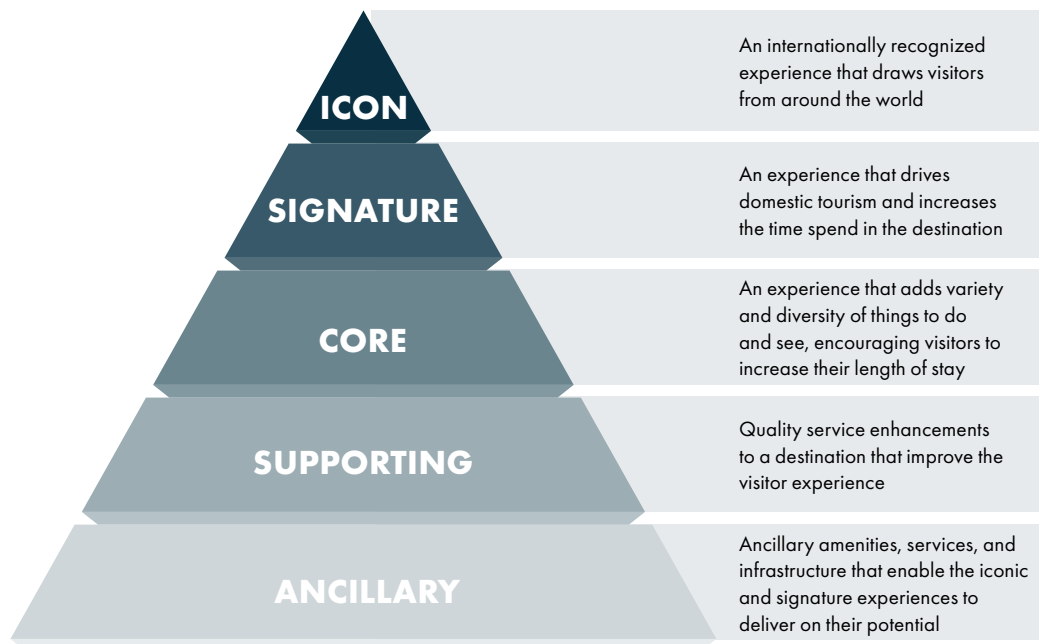 ICON
An internationally recognized
experience that draws visitors
from around the world
SIGNATURE
An experience that drives
domestic tourism and increases
the time spend in the destination
CORE
An experience that adds variety
and diversity of things to do
and see, encouraging visitors to
increase their length of stay
SUPPORTING
Quality service enhancements
to a destination that improve the
visitor experience
ANCILLARY
Ancillary amenities, services, and
infrastructure that enable the iconic
and signature experiences to
deliver on their potential